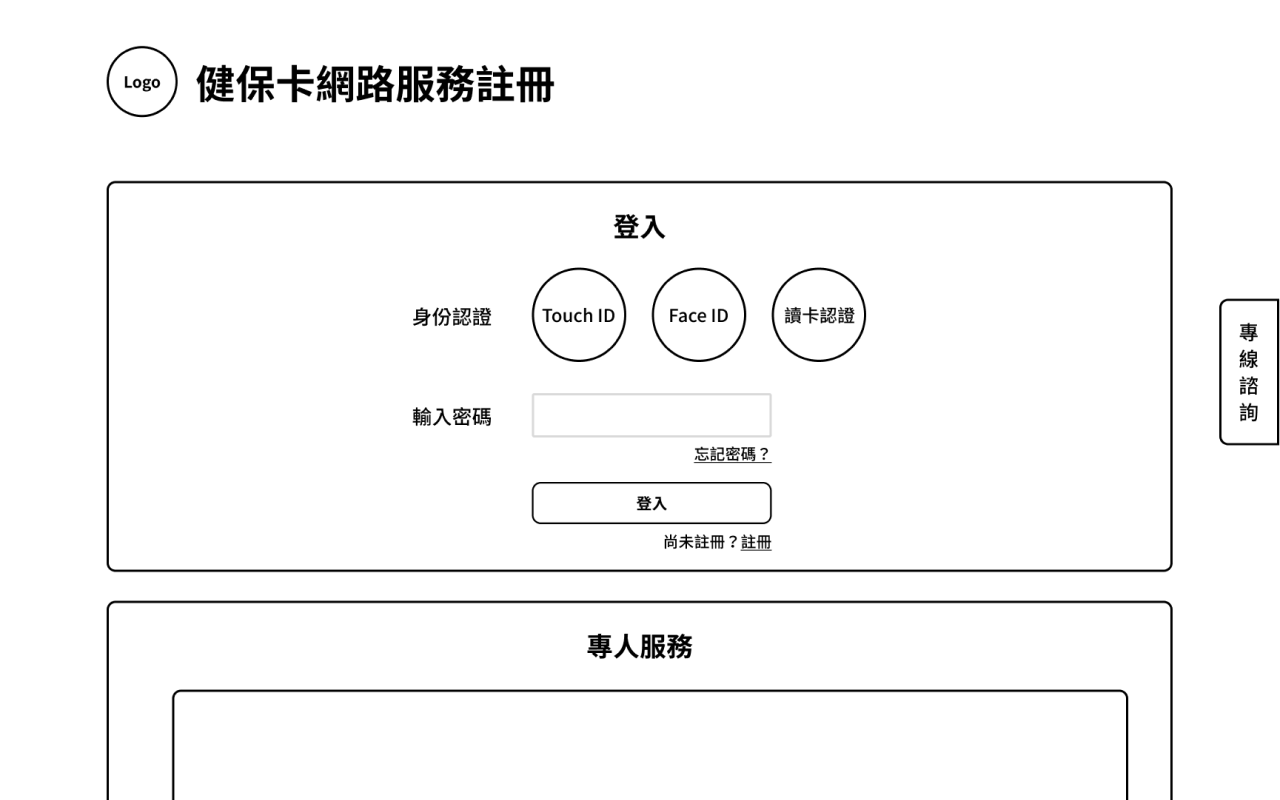 Logo
健保卡網路服務註冊
登入
身份認證
Touch ID
Face ID
讀卡認證
輸入密碼
忘記密碼？
登入
尚未註冊？註冊
專線諮詢
專人服務